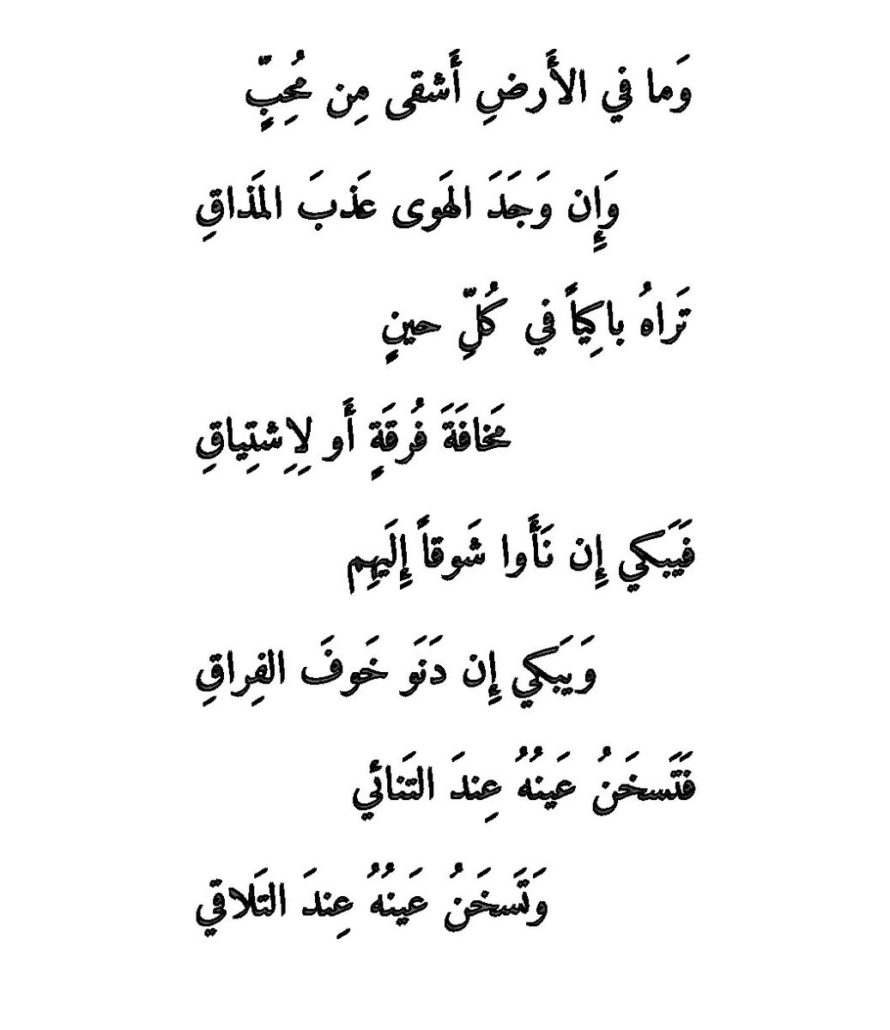 وَما في الأَرضِ أَشقى مِن مُحِبٍّ
وَإِن وَجَدَ الهَوى عَذبَ المَذاقِ
تَراهُ باكِياً في كُلِّ حينٍ
مَخافَةَ فُرقَةٍ أَو لِاِشتِياقِ
فَيَبكي إِن نَأَوا شَوقاً إِلَيهِم
وَيَبكي إِن دَنَو خَوفَ الفِراقِ
فَتَسخَنُ عَينُهُ عِندَ التَنائي
وَتَسخَنُ عَينُهُ عِندَ التَلاقي